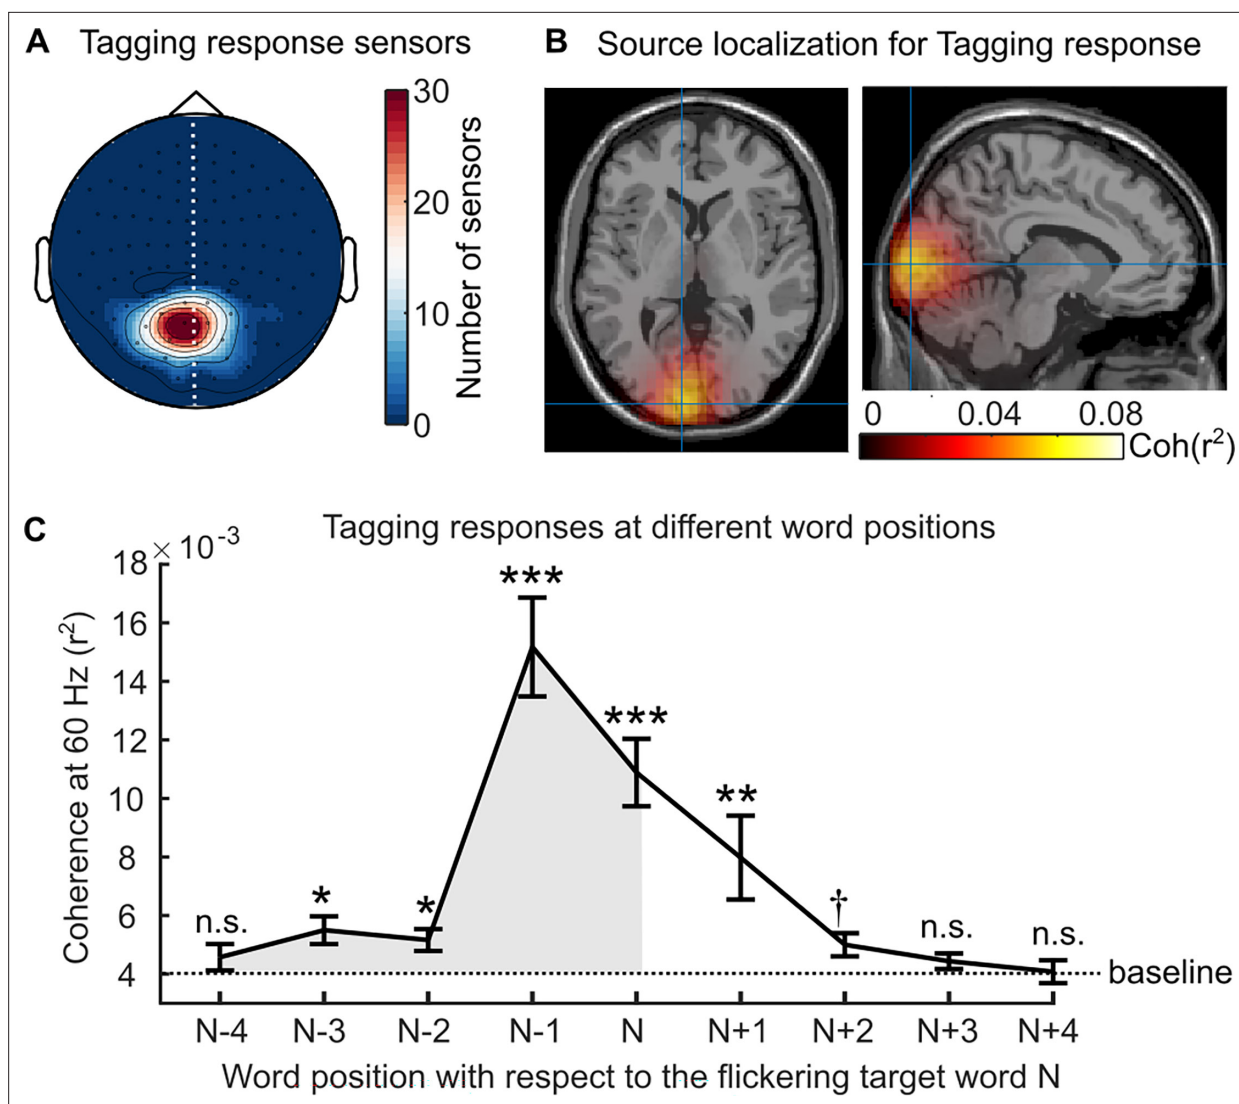 A Tagging response sensors
30
20
10
0
Number of sensors
B Source localization for Tagging response
0 0.04 0.08 Coh(r²)
C Tagging responses at different word positions
× 10⁻³
18
16
14
12
10
8
6
4
Coherence at 60 Hz (r²)
n.s. * * *** *** ** † n.s. n.s.
baseline
N-4 N-3 N-2 N-1 N N+1 N+2 N+3 N+4
Word position with respect to the flickering target word N